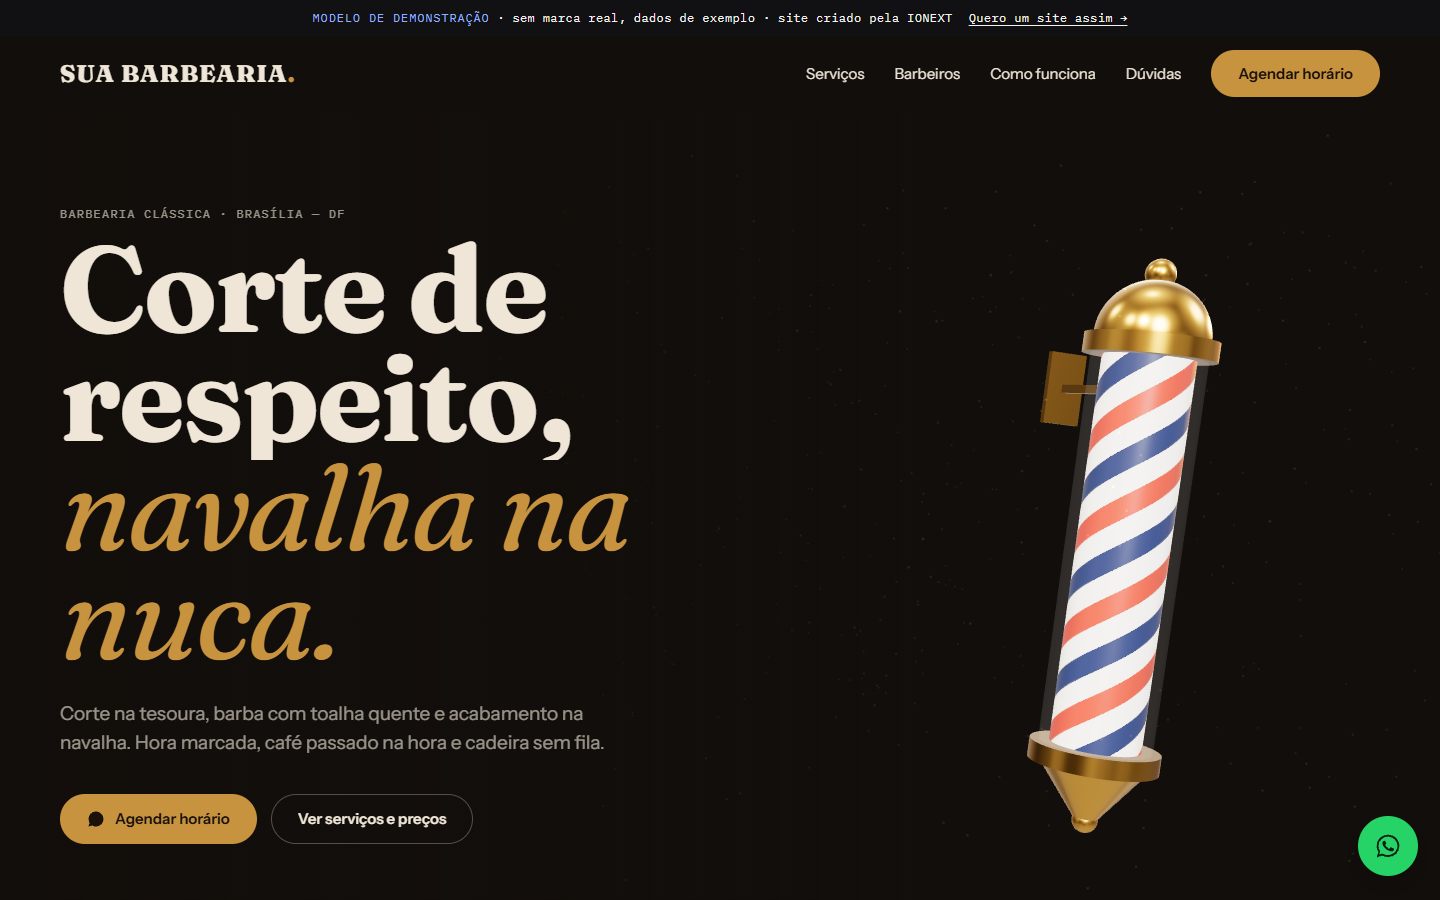 MODELO DE DEMONSTRAÇÃO · sem marca real, dados de exemplo · site criado pela IONEXT Quero um site assim →
SUA BARBEARIA.
Serviços Barbeiros Como funciona Dúvidas Agendar horário
BARBEARIA CLÁSSICA · BRASÍLIA — DF
Corte de
respeito,
navalha na
nuca.
Corte na tesoura, barba com toalha quente e acabamento na
navalha. Hora marcada, café passado na hora e cadeira sem fila.
Agendar horário Ver serviços e preços